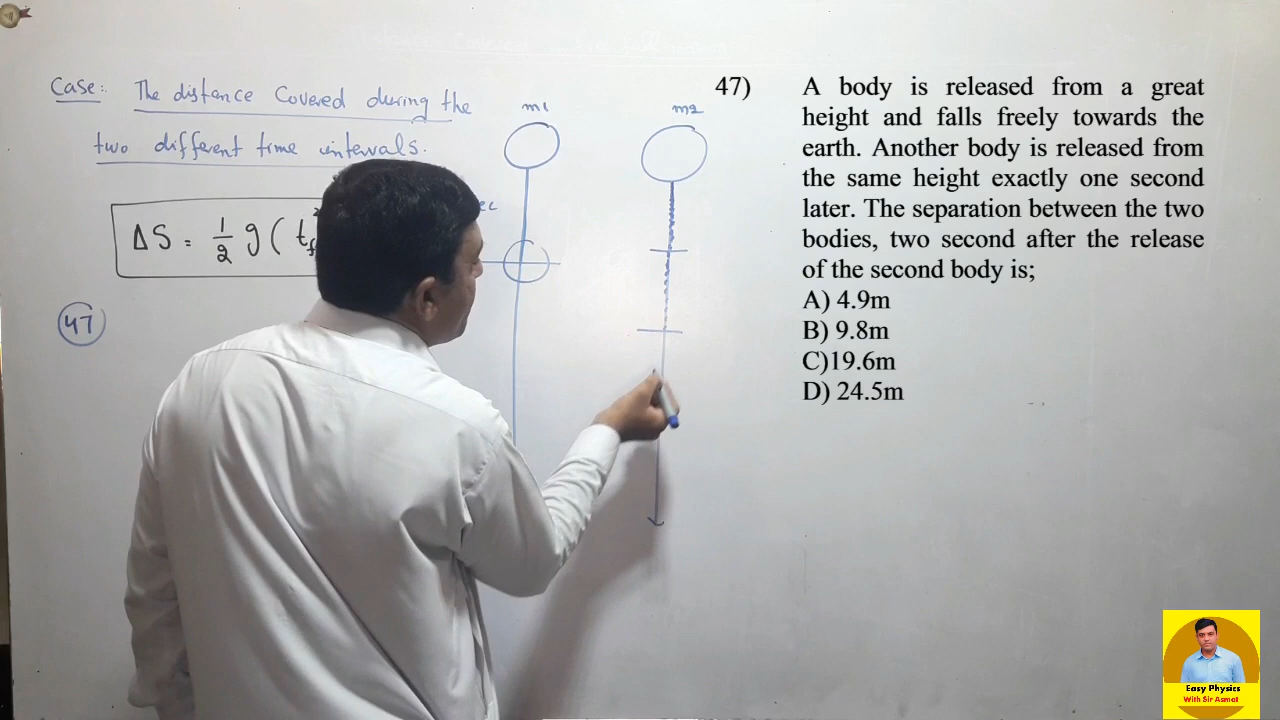 Case:. The distance Covered during the
two different time intervals.
m1
m2
ec
ΔS = 1/2 g ( t
47
47) A body is released from a great
height and falls freely towards the
earth. Another body is released from
the same height exactly one second
later. The separation between the two
bodies, two second after the release
of the second body is;
A) 4.9m
B) 9.8m
C)19.6m
D) 24.5m
Easy Physics
With Sir Asmat